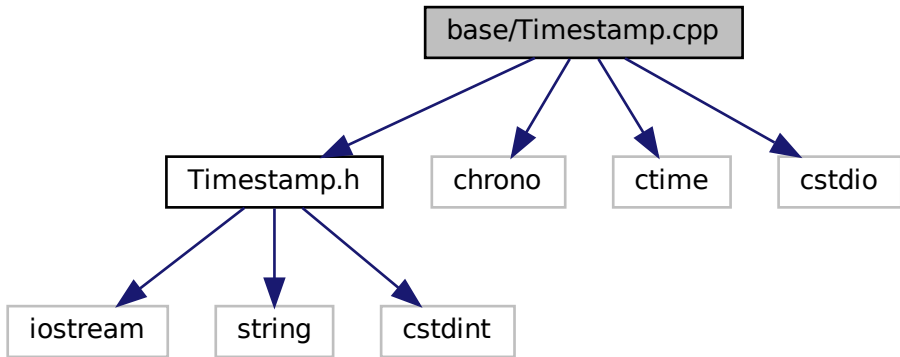 base/Timestamp.cpp
Timestamp.h
chrono
ctime
cstdio
iostream
string
cstdint